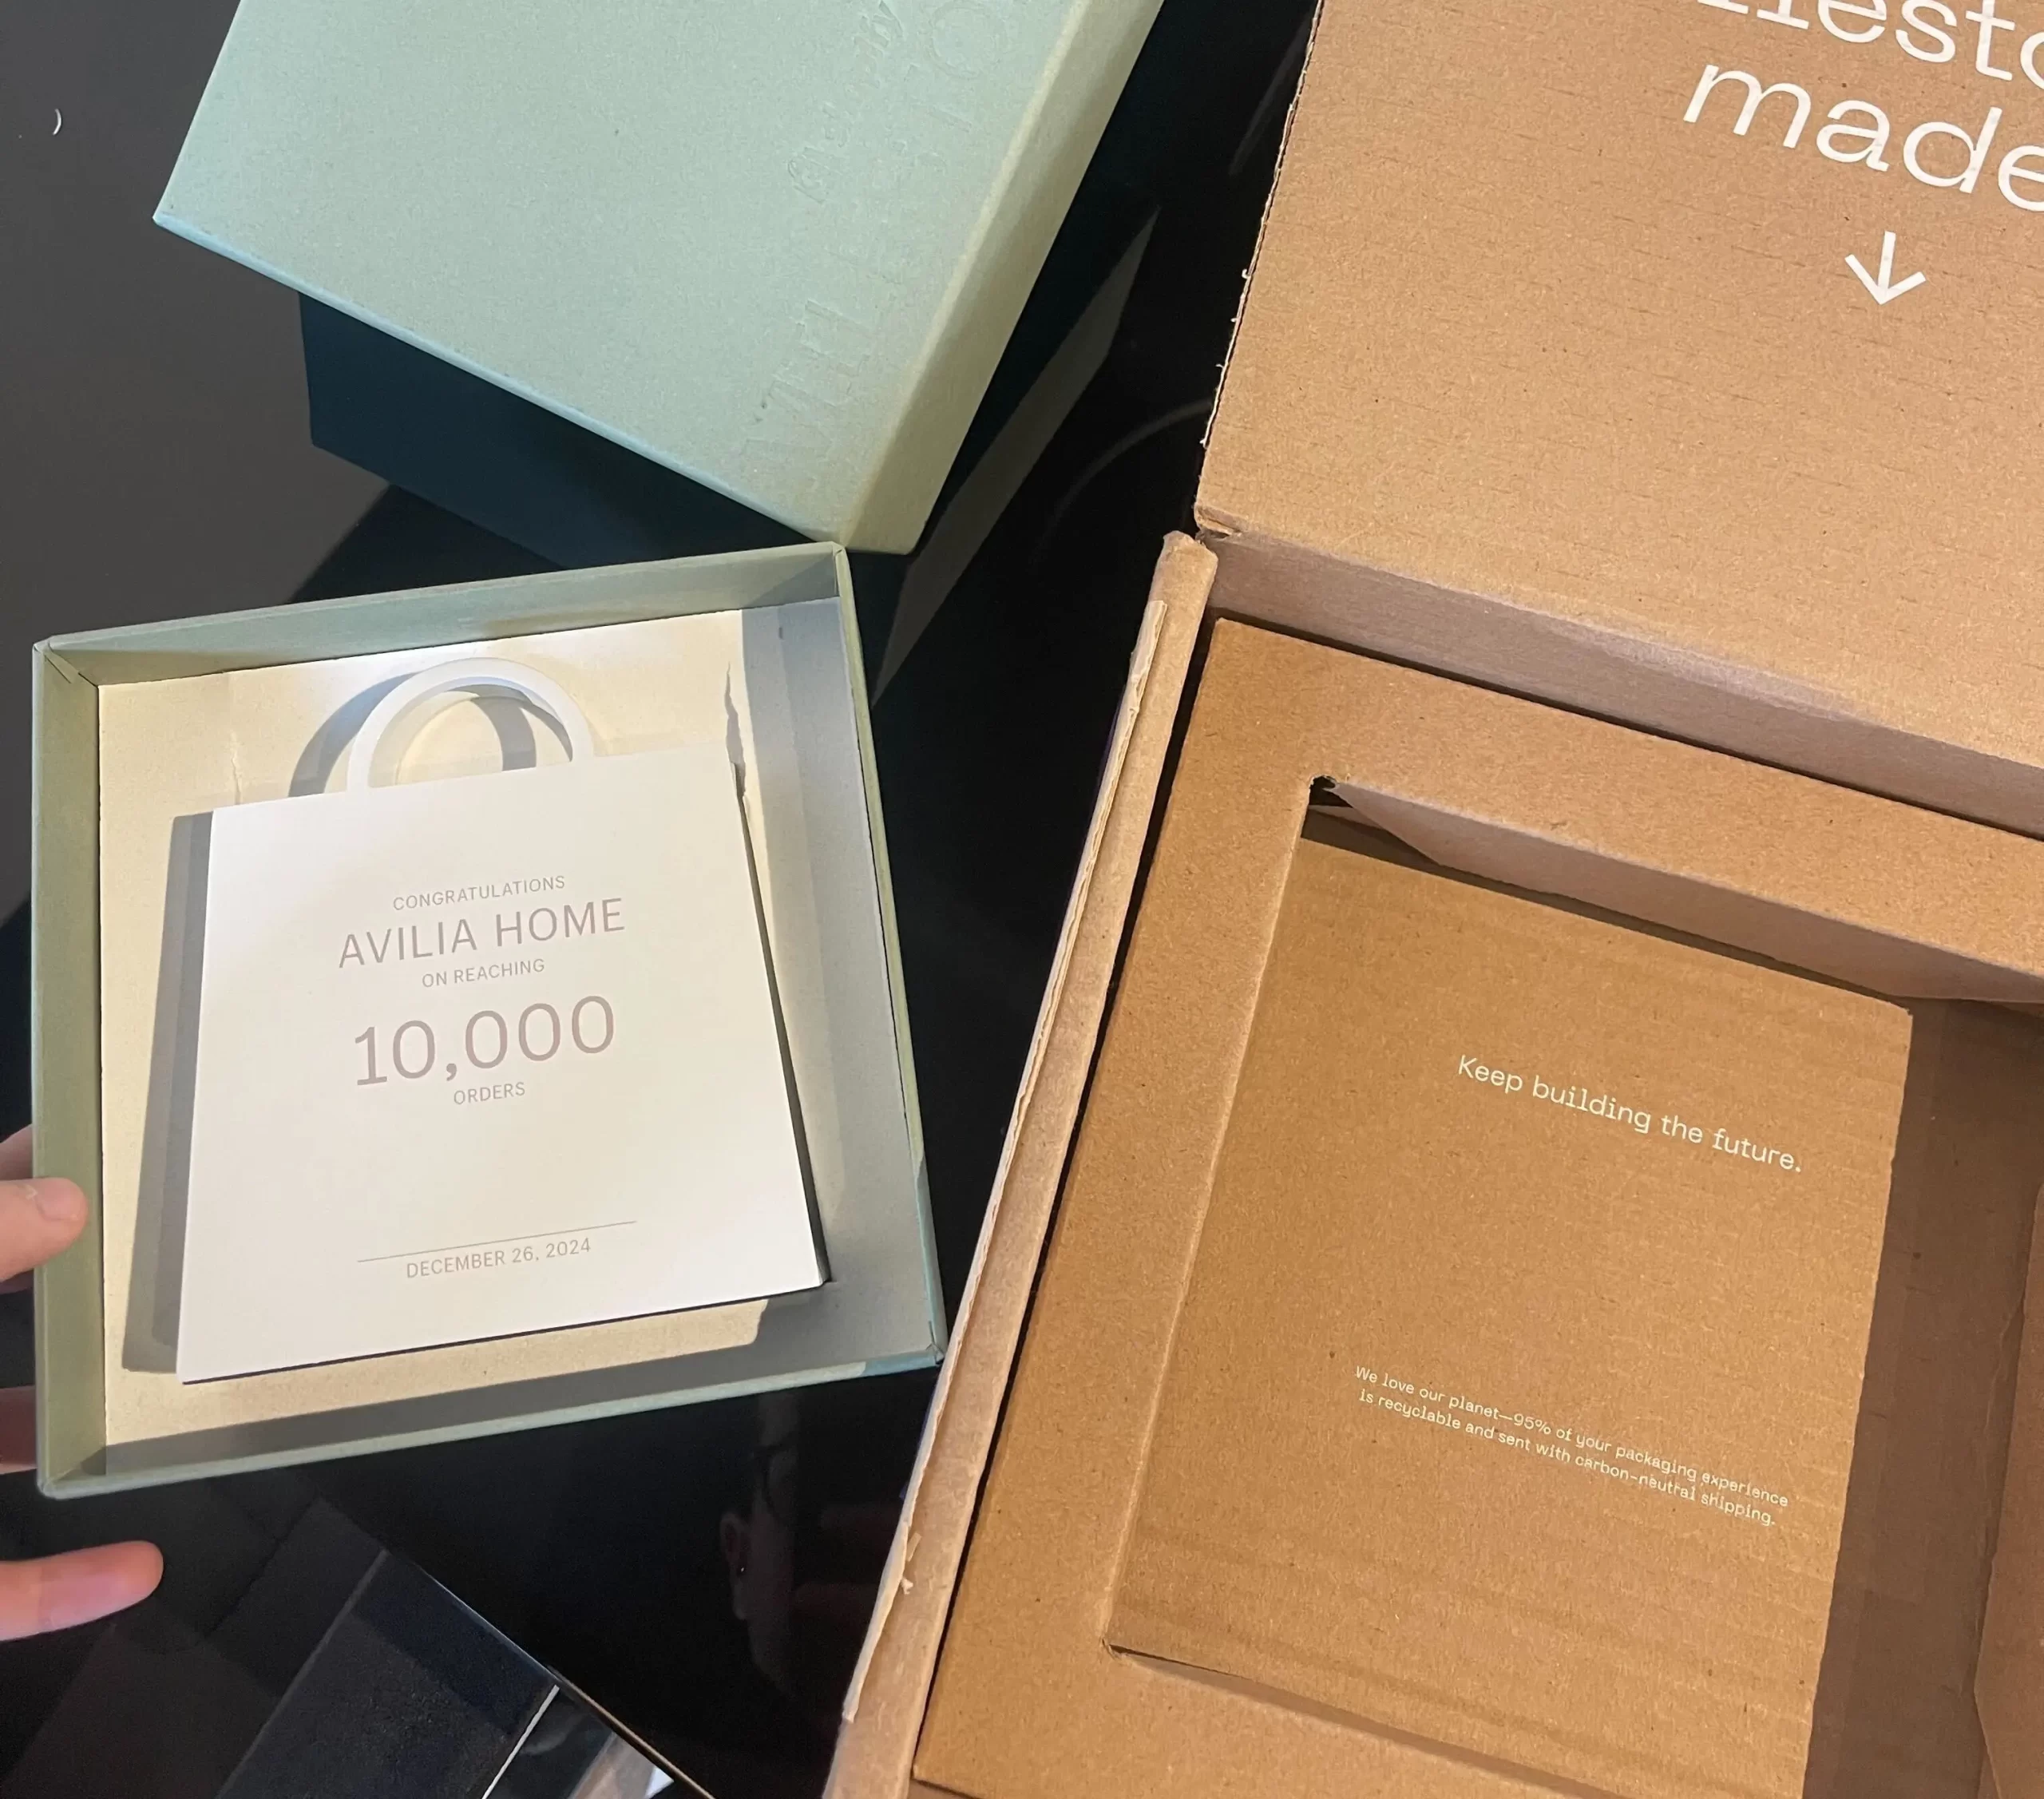 CONGRATULATIONS
AVILIA HOME
ON REACHING
10,000
ORDERS
DECEMBER 26, 2024
made
Keep building the future.
We love our planet—95% of your packaging experience
is recyclable and sent with carbon-neutral shipping.